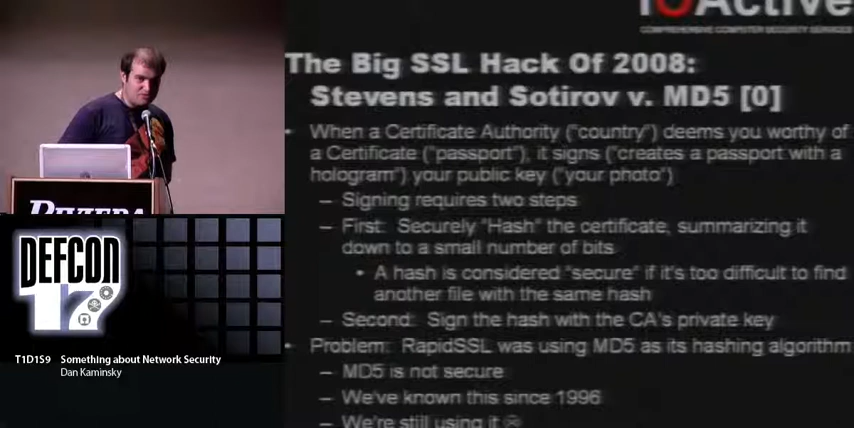 IOActive
COMPREHENSIVE COMPUTER SECURITY SERVICES
The Big SSL Hack Of 2008:
Stevens and Sotirov v. MD5 [0]
• When a Certificate Authority ("country") deems you worthy of
a Certificate ("passport"), it signs ("creates a passport with a
hologram") your public key ("your photo")
– Signing requires two steps
– First: Securely "Hash" the certificate, summarizing it
down to a small number of bits
• A hash is considered "secure" if it's too difficult to find
another file with the same hash
– Second: Sign the hash with the CA's private key
• Problem: RapidSSL was using MD5 as its hashing algorithm
– MD5 is not secure
– We've known this since 1996
– We're still using it ☹
RIVIERA
DEFCON
17
T1D1S9 Something about Network Security
Dan Kaminsky